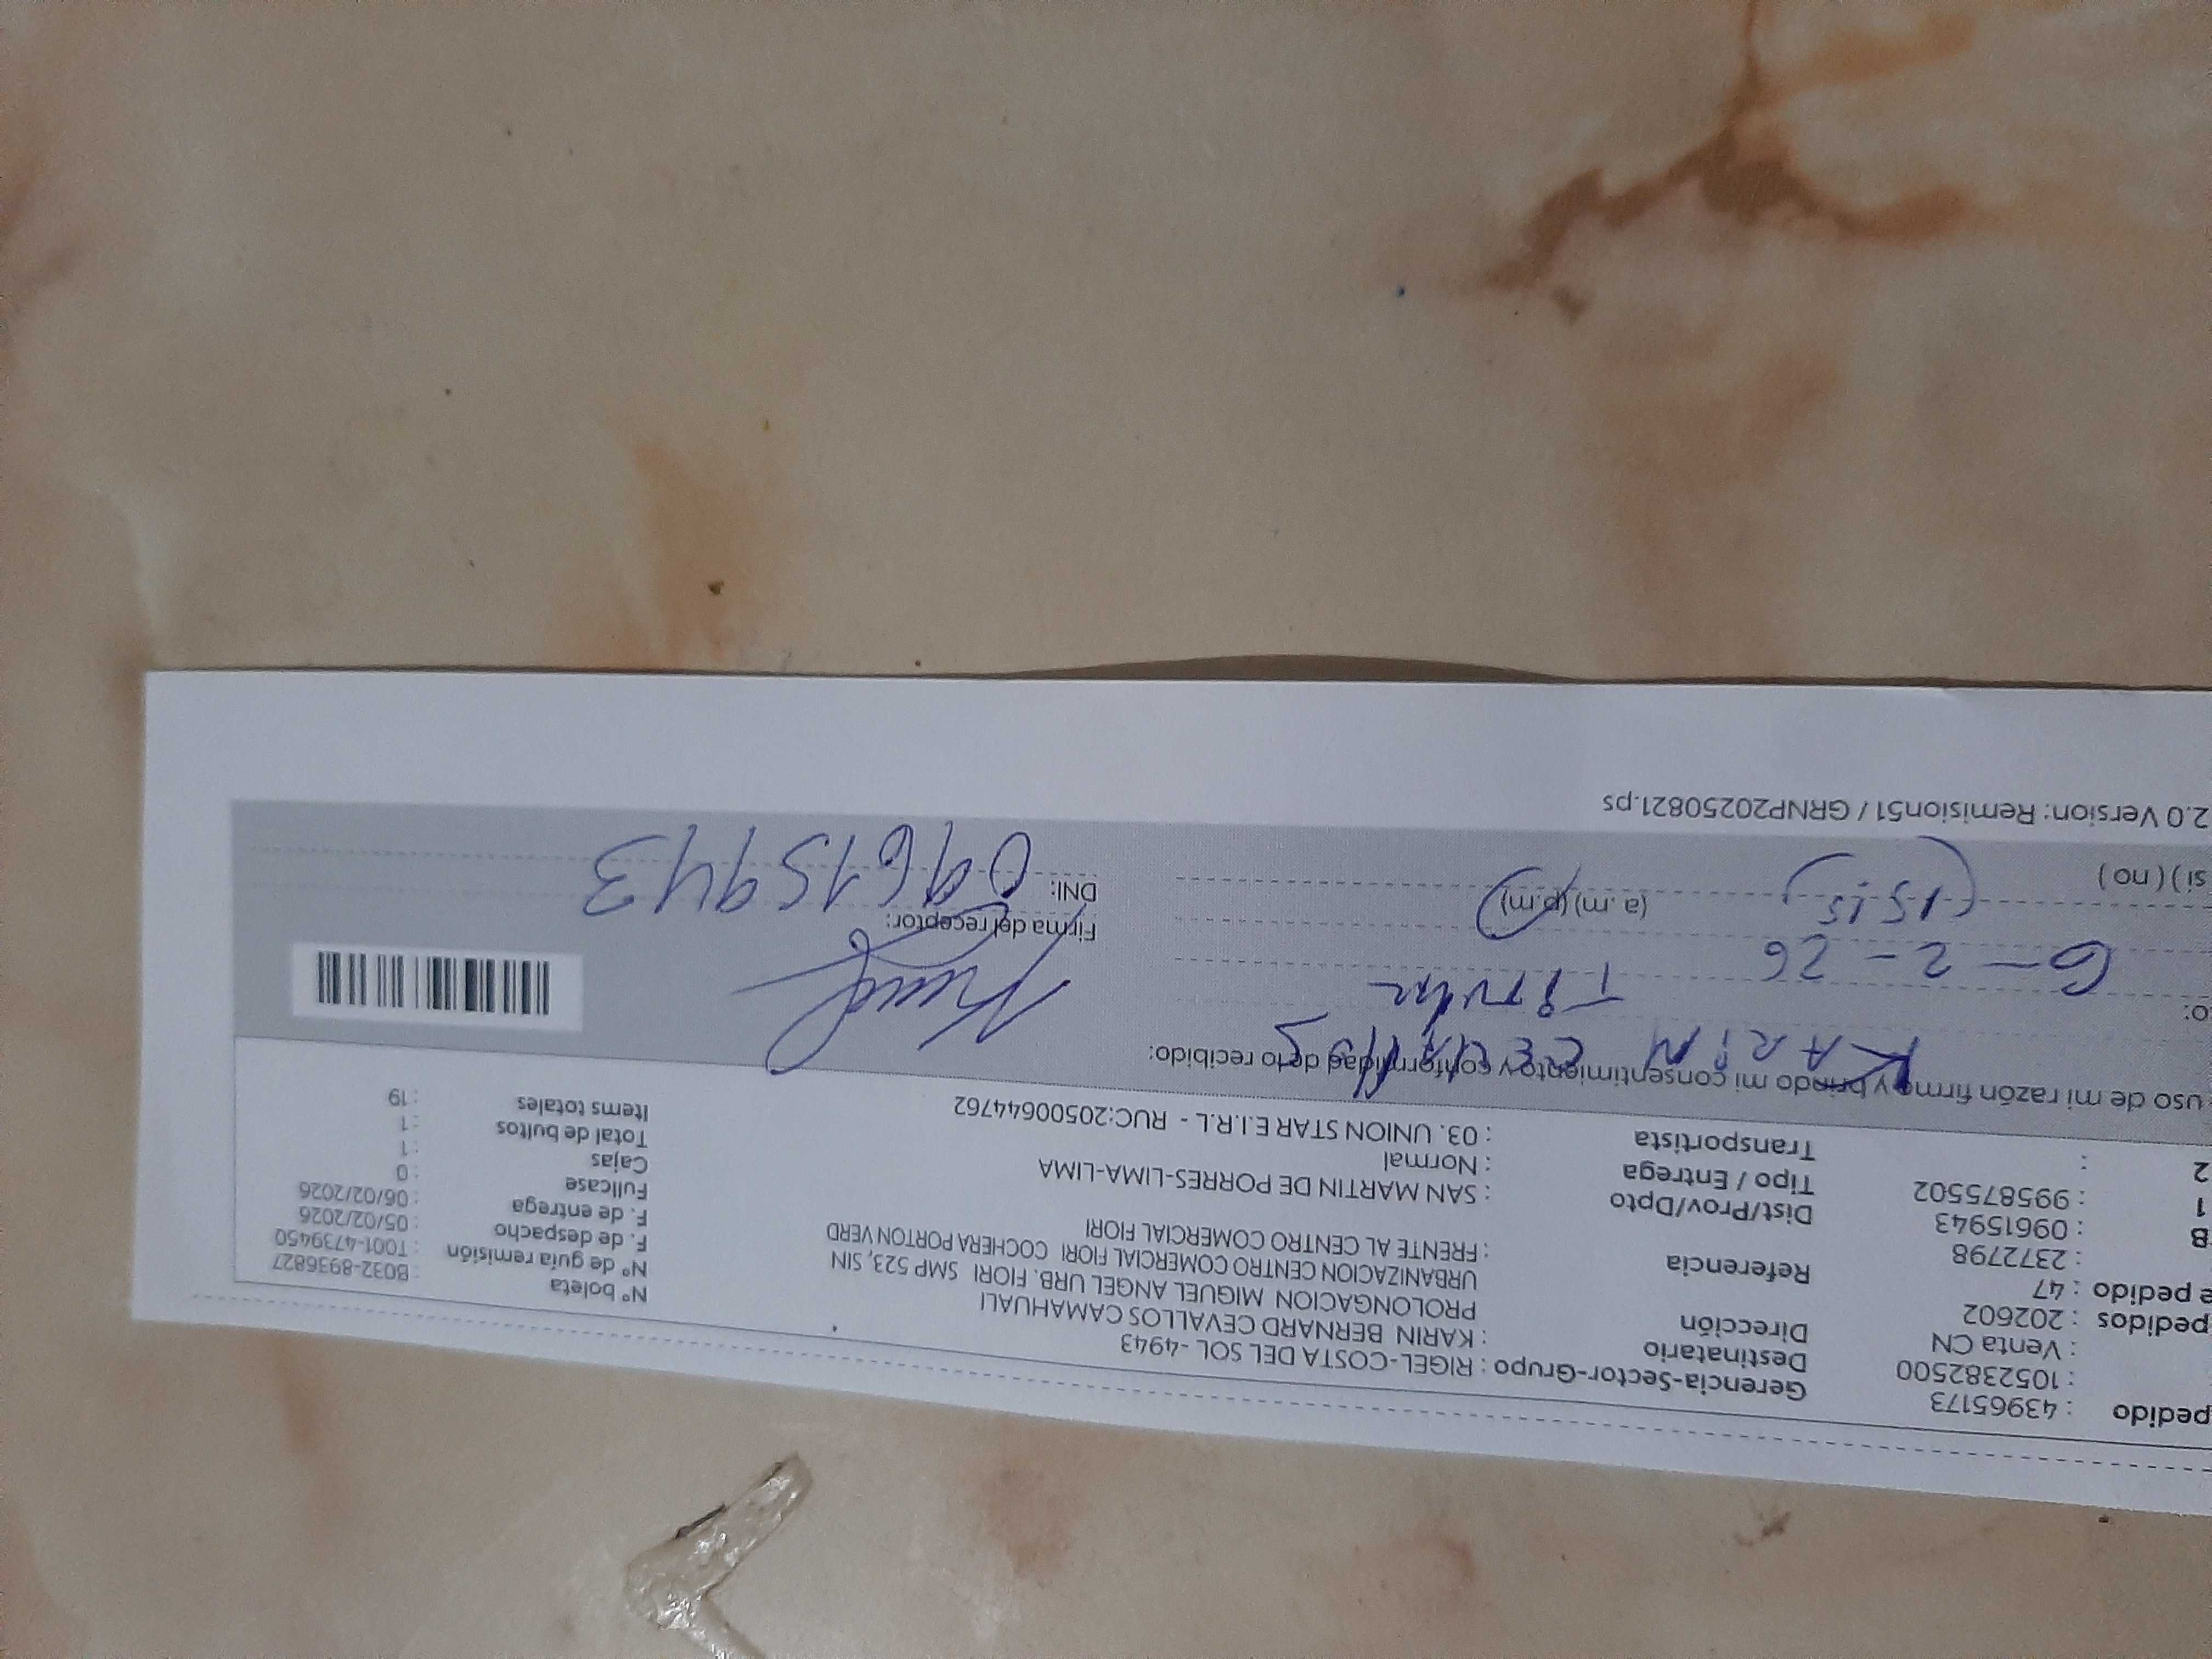 pedido : 43965173
: 1052382500
: Venta CN
pedidos : 202602
e pedido : 47
: 2372798
B : 09615943
1 : 995875502
2 :
Gerencia-Sector-Grupo : RIGEL-COSTA DEL SOL -4943
Destinatario : KARIN BERNARD CEVALLOS CAMAHUALI
Dirección PROLONGACION MIGUEL ANGEL URB. FIORI SMP 523, SIN
URBANIZACION CENTRO COMERCIAL FIORI COCHERA PORTON VERD
Referencia : FRENTE AL CENTRO COMERCIAL FIORI
Dist/Prov/Dpto : SAN MARTIN DE PORRES-LIMA-LIMA
Tipo / Entrega : Normal
Transportista : 03. UNION STAR E.I.R.L - RUC:20500644762
Nº boleta : B032-8936827
Nº de guía remisión : T001-4739450
F. de despacho : 05/02/2026
F. de entrega : 06/02/2026
Fullcase : 0
Cajas : 1
Total de bultos : 1
Items totales : 19
uso de mi razón firmo y brindo mi consentimiento y conformidad de lo recibido:
KARIN CEVALLOS
o:
Titular
6-2-26
(15:15) (a.m) (p.m)
sí ) ( no )
Firma del receptor:
DNI: 09615943
2.0 Version: Remision51 / GRNP20250821.ps